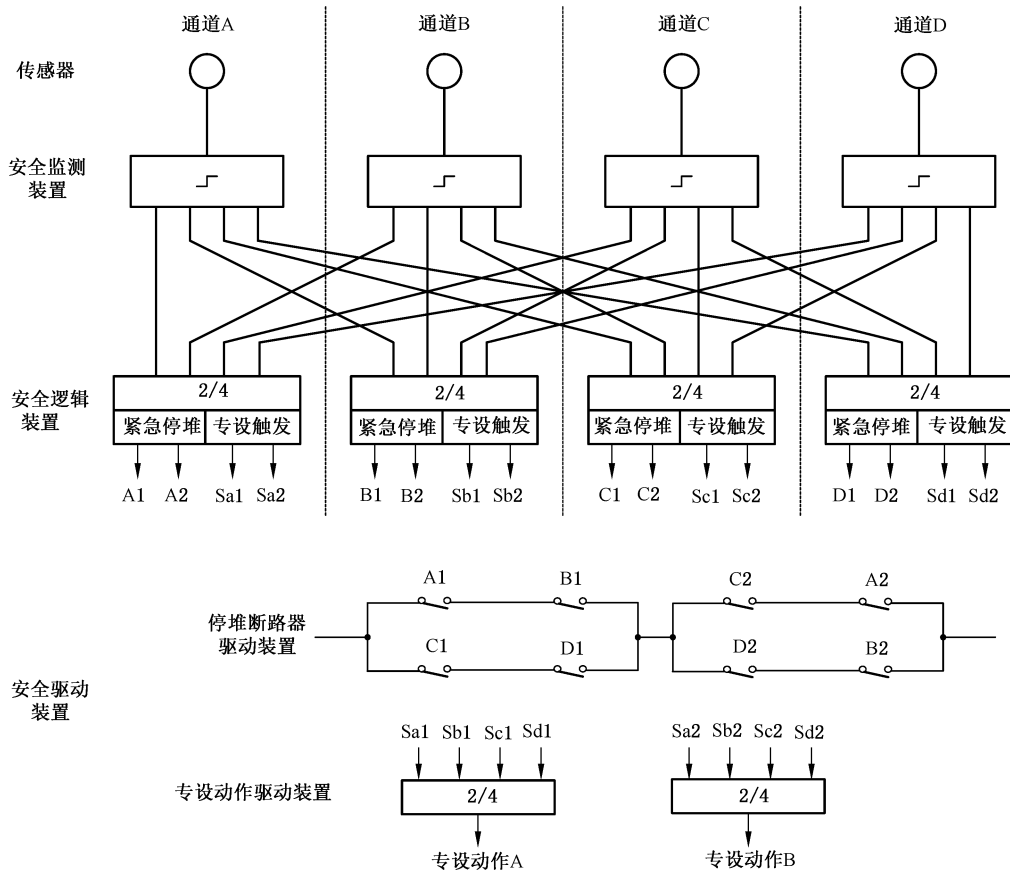 通道A 通道B 通道C 通道D
传感器
安全监测
装置
2/4 2/4 2/4 2/4
安全逻辑
装置
紧急停堆 专设触发 紧急停堆 专设触发 紧急停堆 专设触发 紧急停堆 专设触发
A1 A2 Sa1 Sa2 B1 B2 Sb1 Sb2 C1 C2 Sc1 Sc2 D1 D2 Sd1 Sd2
A1 B1 C2 A2
停堆断路器
驱动装置
C1 D1 D2 B2
安全驱动
装置
Sa1 Sb1 Sc1 Sd1 Sa2 Sb2 Sc2 Sd2
专设动作驱动装置
2/4 2/4
专设动作A 专设动作B